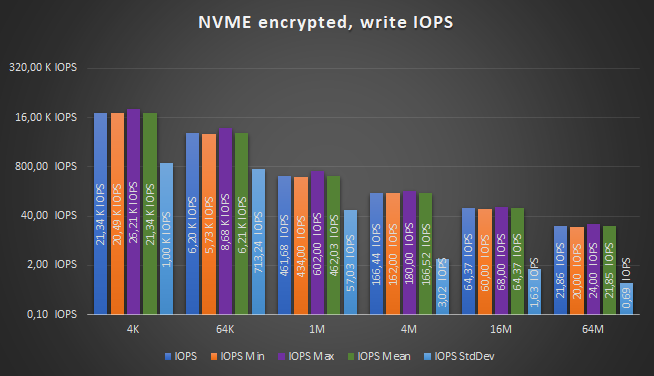 NVME encrypted, write IOPS
320,00 K IOPS
16,00 K IOPS
800,00 IOPS
40,00 IOPS
2,00 IOPS
0,10 IOPS
21,34 K IOPS
20,49 K IOPS
26,21 K IOPS
21,34 K IOPS
1,00 K IOPS
6,20 K IOPS
5,73 K IOPS
8,68 K IOPS
6,21 K IOPS
713,24 IOPS
461,68 IOPS
434,00 IOPS
602,00 IOPS
462,03 IOPS
57,03 IOPS
166,44 IOPS
162,00 IOPS
180,00 IOPS
166,52 IOPS
3,02 IOPS
64,37 IOPS
60,00 IOPS
68,00 IOPS
64,37 IOPS
1,63 IOPS
21,86 IOPS
20,00 IOPS
24,00 IOPS
21,85 IOPS
0,69 IOPS
4K 64K 1M 4M 16M 64M
IOPS IOPS Min IOPS Max IOPS Mean IOPS StdDev